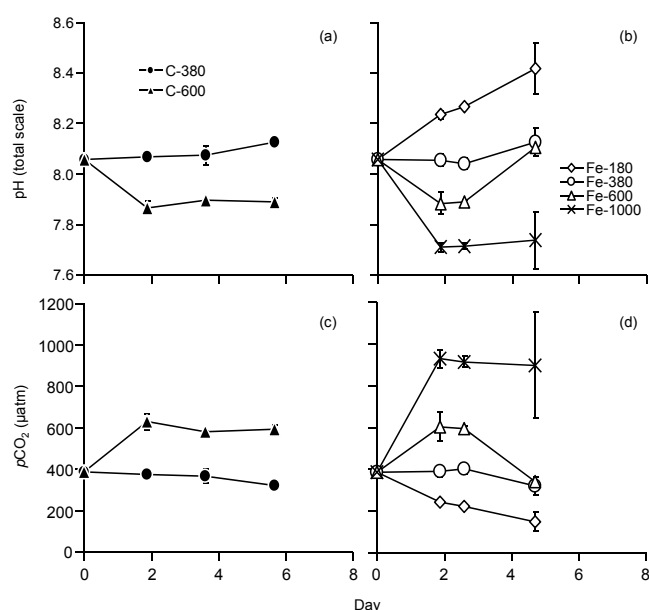 8.6
8.4
8.2
8.0
7.8
7.6
pH (total scale)
(a)
C-380
C-600
(b)
Fe-180
Fe-380
Fe-600
Fe-1000
1200
1000
800
600
400
200
0
pCO₂ (µatm)
(c)
(d)
0 2 4 6 8
0 2 4 6 8
Day